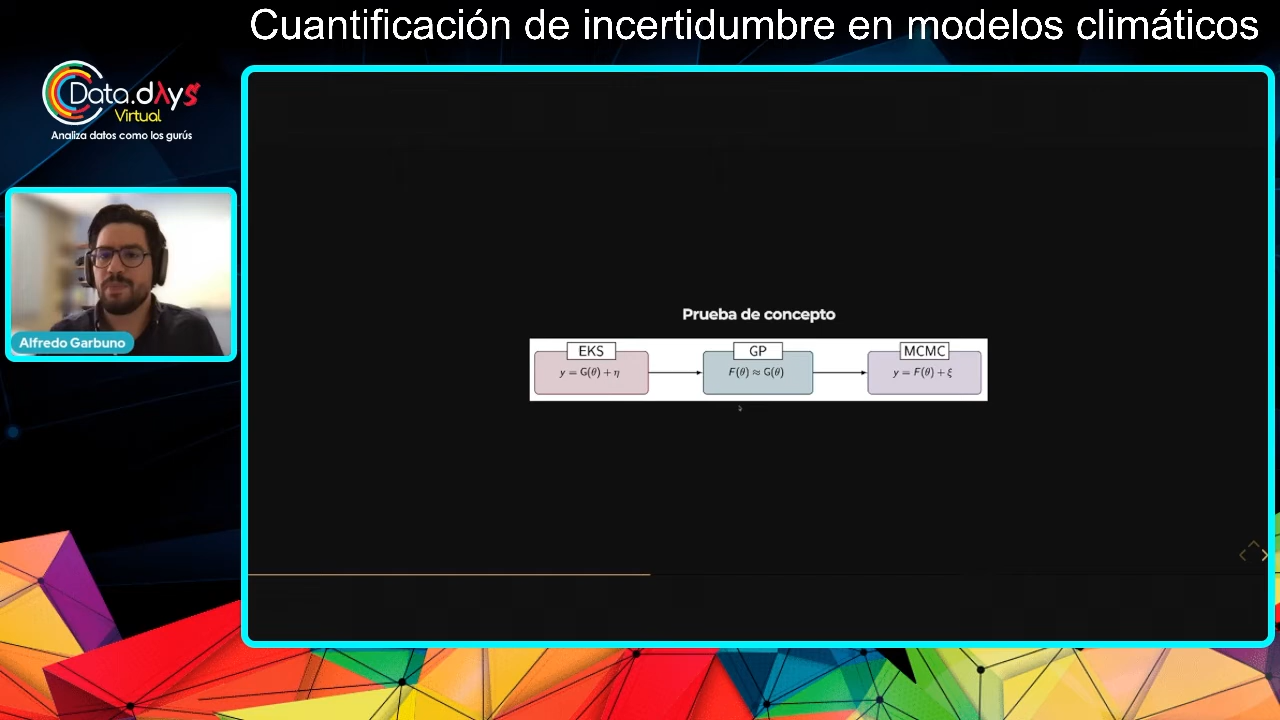 Cuantificación de incertidumbre en modelos climáticos
Data.dAys
Virtual
Analiza datos como los gurús
Alfredo Garbuno
Prueba de concepto
EKS
y = G(θ) + η
GP
F(θ) ≈ G(θ)
MCMC
y = F(θ) + ξ